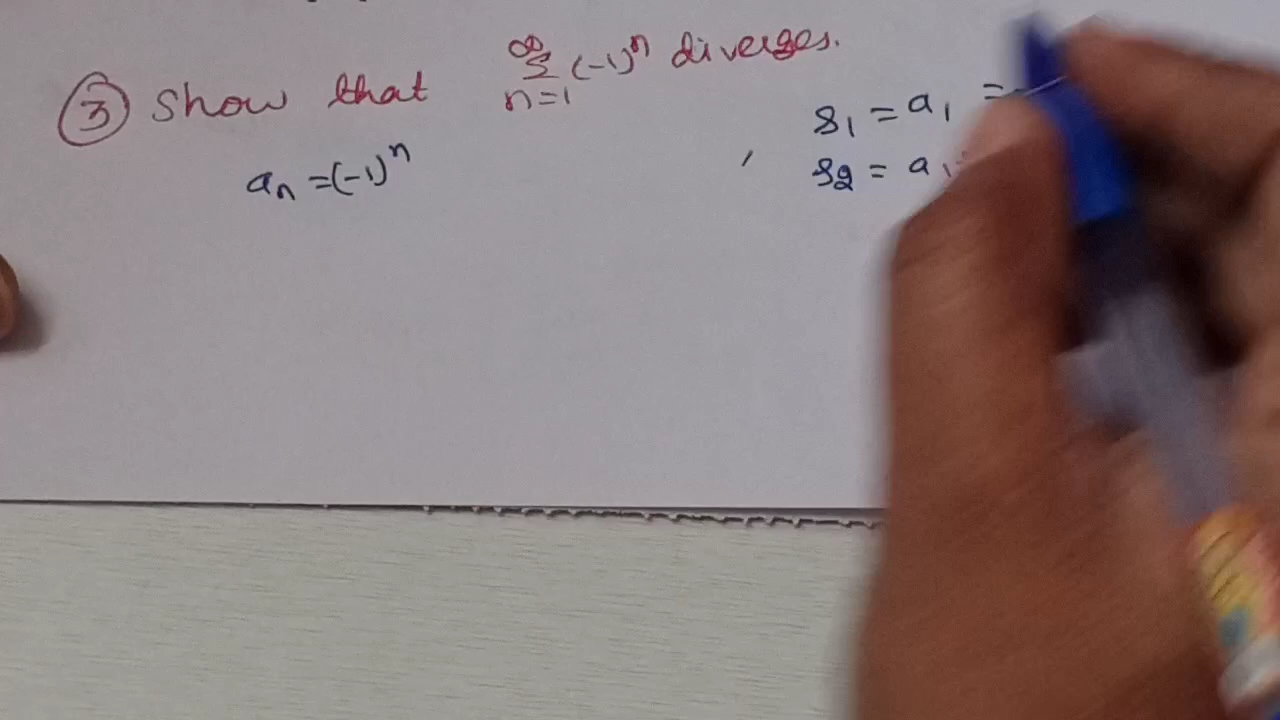 ③ Show that ∞ Σ n=1 (-1)ⁿ diverges.
aₙ = (-1)ⁿ
S₁ = a₁ =
S₂ = a₁